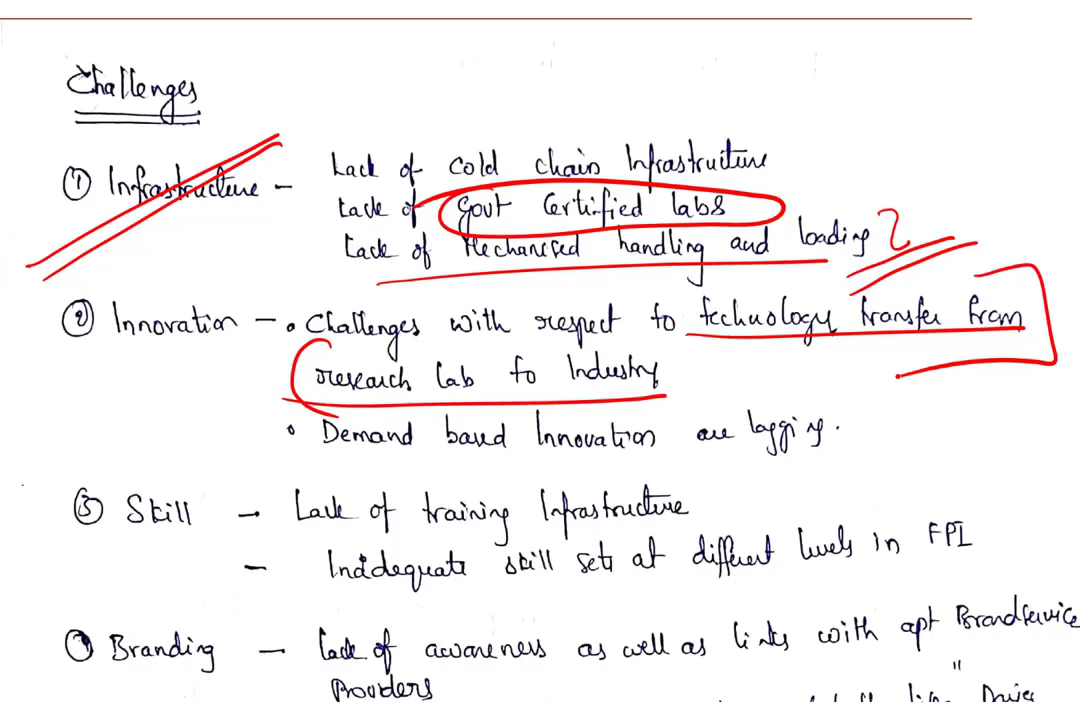 Challenges
① Infrastructure - Lack of cold chain Infrastructure
Lack of Govt Certified labs
Lack of Mechanised handling and loading
② Innovation - • Challenges with respect to technology transfer from
research lab to Industry
• Demand based Innovation are lagging.
③ Skill - Lack of training Infrastructure
- Inadequate skill sets at different levels in FPI
④ Branding - Lack of awareness as well as links with apt Brandservice
Providers